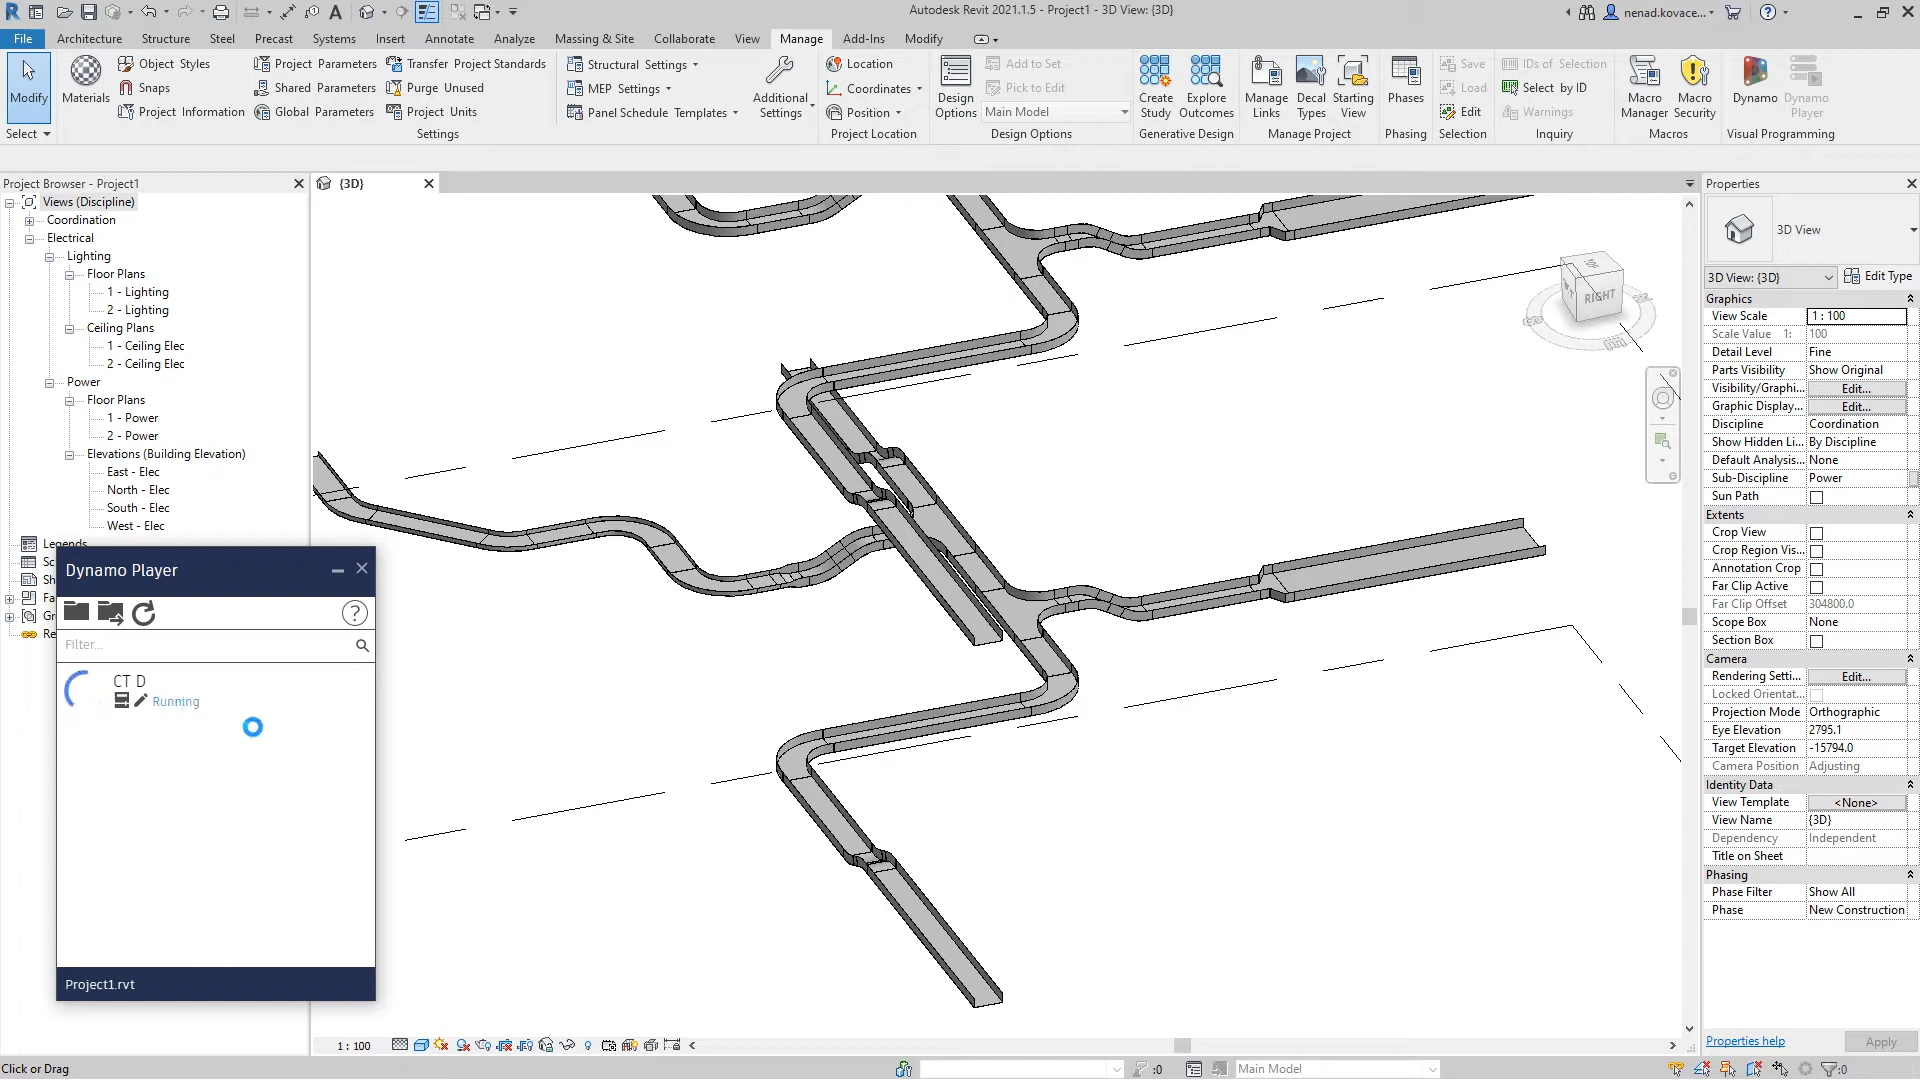 Autodesk Revit 2021.1.5 - Project1 - 3D View: {3D}
nenad.kovace...
File
Architecture
Structure
Steel
Precast
Systems
Insert
Annotate
Analyze
Massing & Site
Collaborate
View
Manage
Add-Ins
Modify
Modify
Select
Materials
Object Styles
Snaps
Project Information
Project Parameters
Shared Parameters
Global Parameters
Transfer Project Standards
Purge Unused
Project Units
Settings
Structural Settings
MEP Settings
Panel Schedule Templates
Additional
Settings
Location
Coordinates
Position
Project Location
Design
Options
Add to Set
Pick to Edit
Main Model
Design Options
Create
Study
Explore
Outcomes
Generative Design
Manage
Links
Decal
Types
Starting
View
Manage Project
Phases
Phasing
Save
Load
Edit
Selection
IDs of Selection
Select by ID
Warnings
Inquiry
Macro
Manager
Macro
Security
Macros
Dynamo
Dynamo
Player
Visual Programming
Project Browser - Project1
Views (Discipline)
Coordination
Electrical
Lighting
Floor Plans
1 - Lighting
2 - Lighting
Ceiling Plans
1 - Ceiling Elec
2 - Ceiling Elec
Power
Floor Plans
1 - Power
2 - Power
Elevations (Building Elevation)
East - Elec
North - Elec
South - Elec
West - Elec
Legends
Sc
Sh
Fa
Gr
Re
Dynamo Player
Filter...
CT D
Running
Project1.rvt
{3D}
RIGHT
1 : 100
Properties
3D View
3D View: {3D}
Edit Type
Graphics
View Scale 1 : 100
Scale Value 1: 100
Detail Level Fine
Parts Visibility Show Original
Visibility/Graphi... Edit...
Graphic Display... Edit...
Discipline Coordination
Show Hidden Li... By Discipline
Default Analysis... None
Sub-Discipline Power
Sun Path
Extents
Crop View
Crop Region Vis...
Annotation Crop
Far Clip Active
Far Clip Offset 304800.0
Scope Box None
Section Box
Camera
Rendering Setti... Edit...
Locked Orientat...
Projection Mode Orthographic
Eye Elevation 2795.1
Target Elevation -15794.0
Camera Position Adjusting
Identity Data
View Template <None>
View Name {3D}
Dependency Independent
Title on Sheet
Phasing
Phase Filter Show All
Phase New Construction
Properties help
Apply
Click or Drag
:0
Main Model
:0